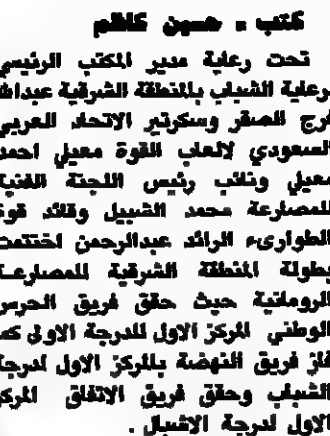 كتب ـ حسين كاظم
تحت رعاية مدير المكتب الرئيسي
لرعاية الشباب بالمنطقة الشرقية عبدالله
فرج الصقر وسكرتير الاتحاد العربي
السعودي لالعاب القوة معيلي احمد
معيلي ونائب رئيس اللجنة الفنية
للمصارعة محمد الشبيل وقائد قوة
الطوارىء الرائد عبدالرحمن اختتمت
بطولة المنطقة الشرقية للمصارعة
الرومانية حيث حقق فريق الحرس
الوطني المركز الاول للدرجة الاولى كما
فاز فريق النهضة بالمركز الاول لدرجة
الشباب وحقق فريق الاتفاق المركز
الاول لدرجة الاشبال .